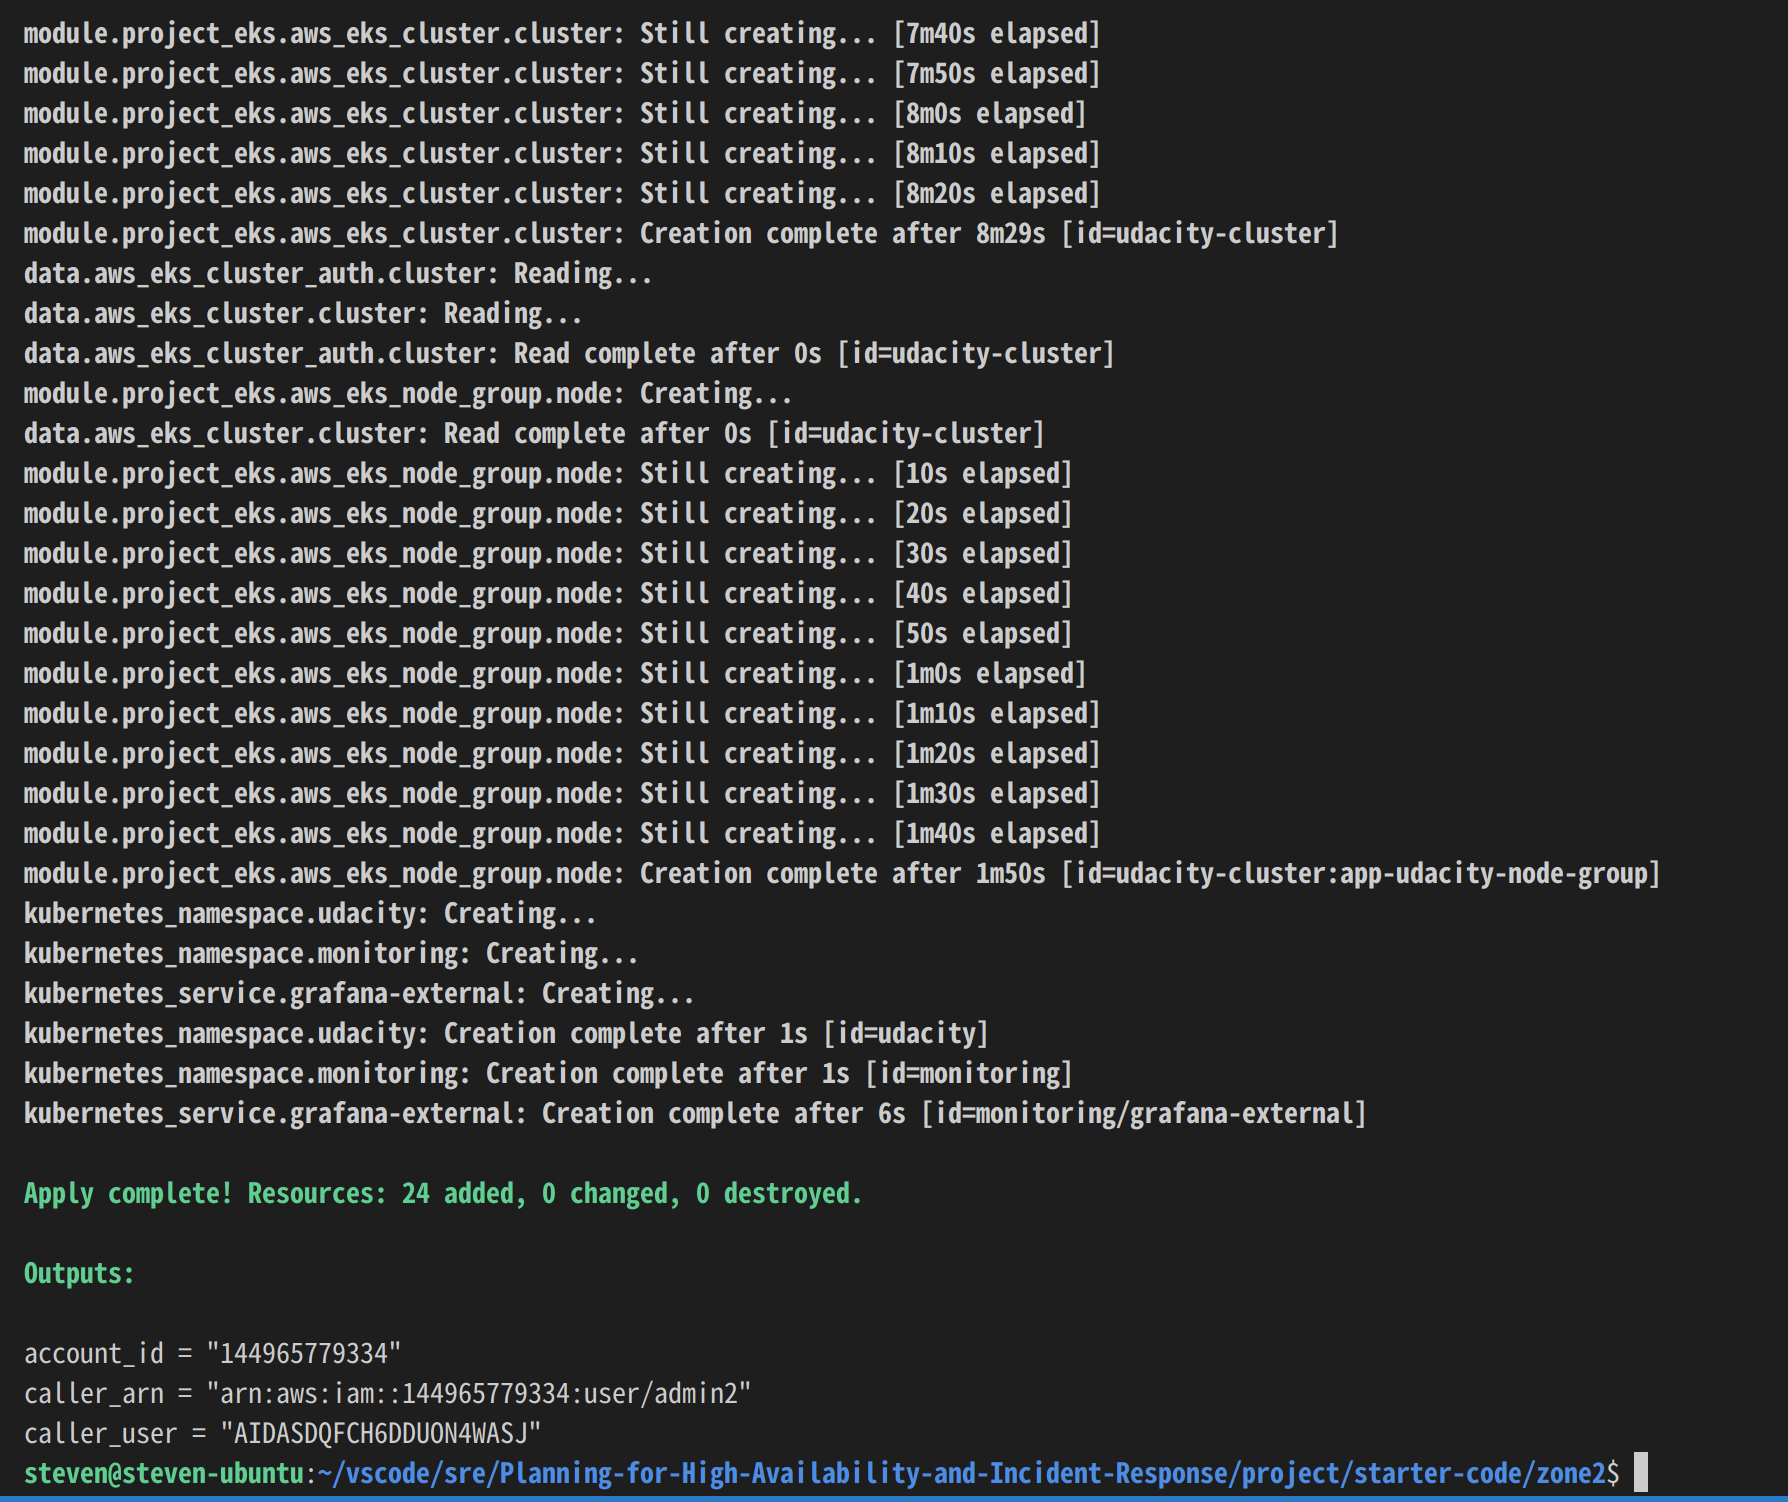 module.project_eks.aws_eks_cluster.cluster: Still creating... [7m40s elapsed]
module.project_eks.aws_eks_cluster.cluster: Still creating... [7m50s elapsed]
module.project_eks.aws_eks_cluster.cluster: Still creating... [8m0s elapsed]
module.project_eks.aws_eks_cluster.cluster: Still creating... [8m10s elapsed]
module.project_eks.aws_eks_cluster.cluster: Still creating... [8m20s elapsed]
module.project_eks.aws_eks_cluster.cluster: Creation complete after 8m29s [id=udacity-cluster]
data.aws_eks_cluster_auth.cluster: Reading...
data.aws_eks_cluster.cluster: Reading...
data.aws_eks_cluster_auth.cluster: Read complete after 0s [id=udacity-cluster]
module.project_eks.aws_eks_node_group.node: Creating...
data.aws_eks_cluster.cluster: Read complete after 0s [id=udacity-cluster]
module.project_eks.aws_eks_node_group.node: Still creating... [10s elapsed]
module.project_eks.aws_eks_node_group.node: Still creating... [20s elapsed]
module.project_eks.aws_eks_node_group.node: Still creating... [30s elapsed]
module.project_eks.aws_eks_node_group.node: Still creating... [40s elapsed]
module.project_eks.aws_eks_node_group.node: Still creating... [50s elapsed]
module.project_eks.aws_eks_node_group.node: Still creating... [1m0s elapsed]
module.project_eks.aws_eks_node_group.node: Still creating... [1m10s elapsed]
module.project_eks.aws_eks_node_group.node: Still creating... [1m20s elapsed]
module.project_eks.aws_eks_node_group.node: Still creating... [1m30s elapsed]
module.project_eks.aws_eks_node_group.node: Still creating... [1m40s elapsed]
module.project_eks.aws_eks_node_group.node: Creation complete after 1m50s [id=udacity-cluster:app-udacity-node-group]
kubernetes_namespace.udacity: Creating...
kubernetes_namespace.monitoring: Creating...
kubernetes_service.grafana-external: Creating...
kubernetes_namespace.udacity: Creation complete after 1s [id=udacity]
kubernetes_namespace.monitoring: Creation complete after 1s [id=monitoring]
kubernetes_service.grafana-external: Creation complete after 6s [id=monitoring/grafana-external]
Apply complete! Resources: 24 added, 0 changed, 0 destroyed.
Outputs:
account_id = "144965779334"
caller_arn = "arn:aws:iam::144965779334:user/admin2"
caller_user = "AIDASDQFCH6DDUON4WASJ"
steven@steven-ubuntu:~/vscode/sre/Planning-for-High-Availability-and-Incident-Response/project/starter-code/zone2$